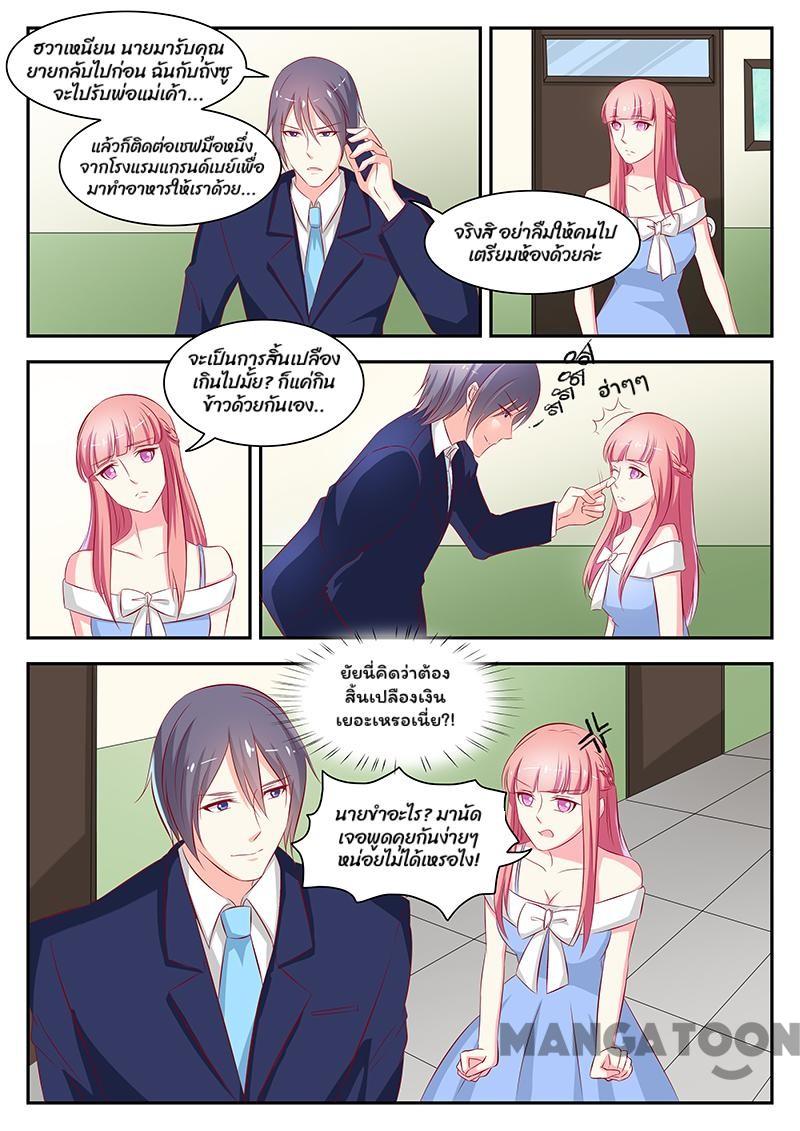 ฮวาเหนียน นายมารับคุณ
ยายกลับไปก่อน ฉันกับถังซู
จะไปรับพ่อแม่เค้า...
แล้วก็ติดต่อเชฟมือหนึ่ง
จากโรงแรมแกรนด์เบย์เพื่อ
มาทำอาหารให้เราด้วย...
จริงสิ อย่าลืมให้คนไป
เตรียมห้องด้วยล่ะ
จะเป็นการสิ้นเปลือง
เกินไปมั้ย? ก็แค่กิน
ข้าวด้วยกันเอง..
ฮ่าๆๆ
ยัยนี่คิดว่าต้อง
สิ้นเปลืองเงิน
เยอะเหรอเนี่ย?!
นายขำอะไร? มานัด
เจอพูดคุยกันง่ายๆ
หน่อยไม่ได้เหรอไง!
MANGATOON